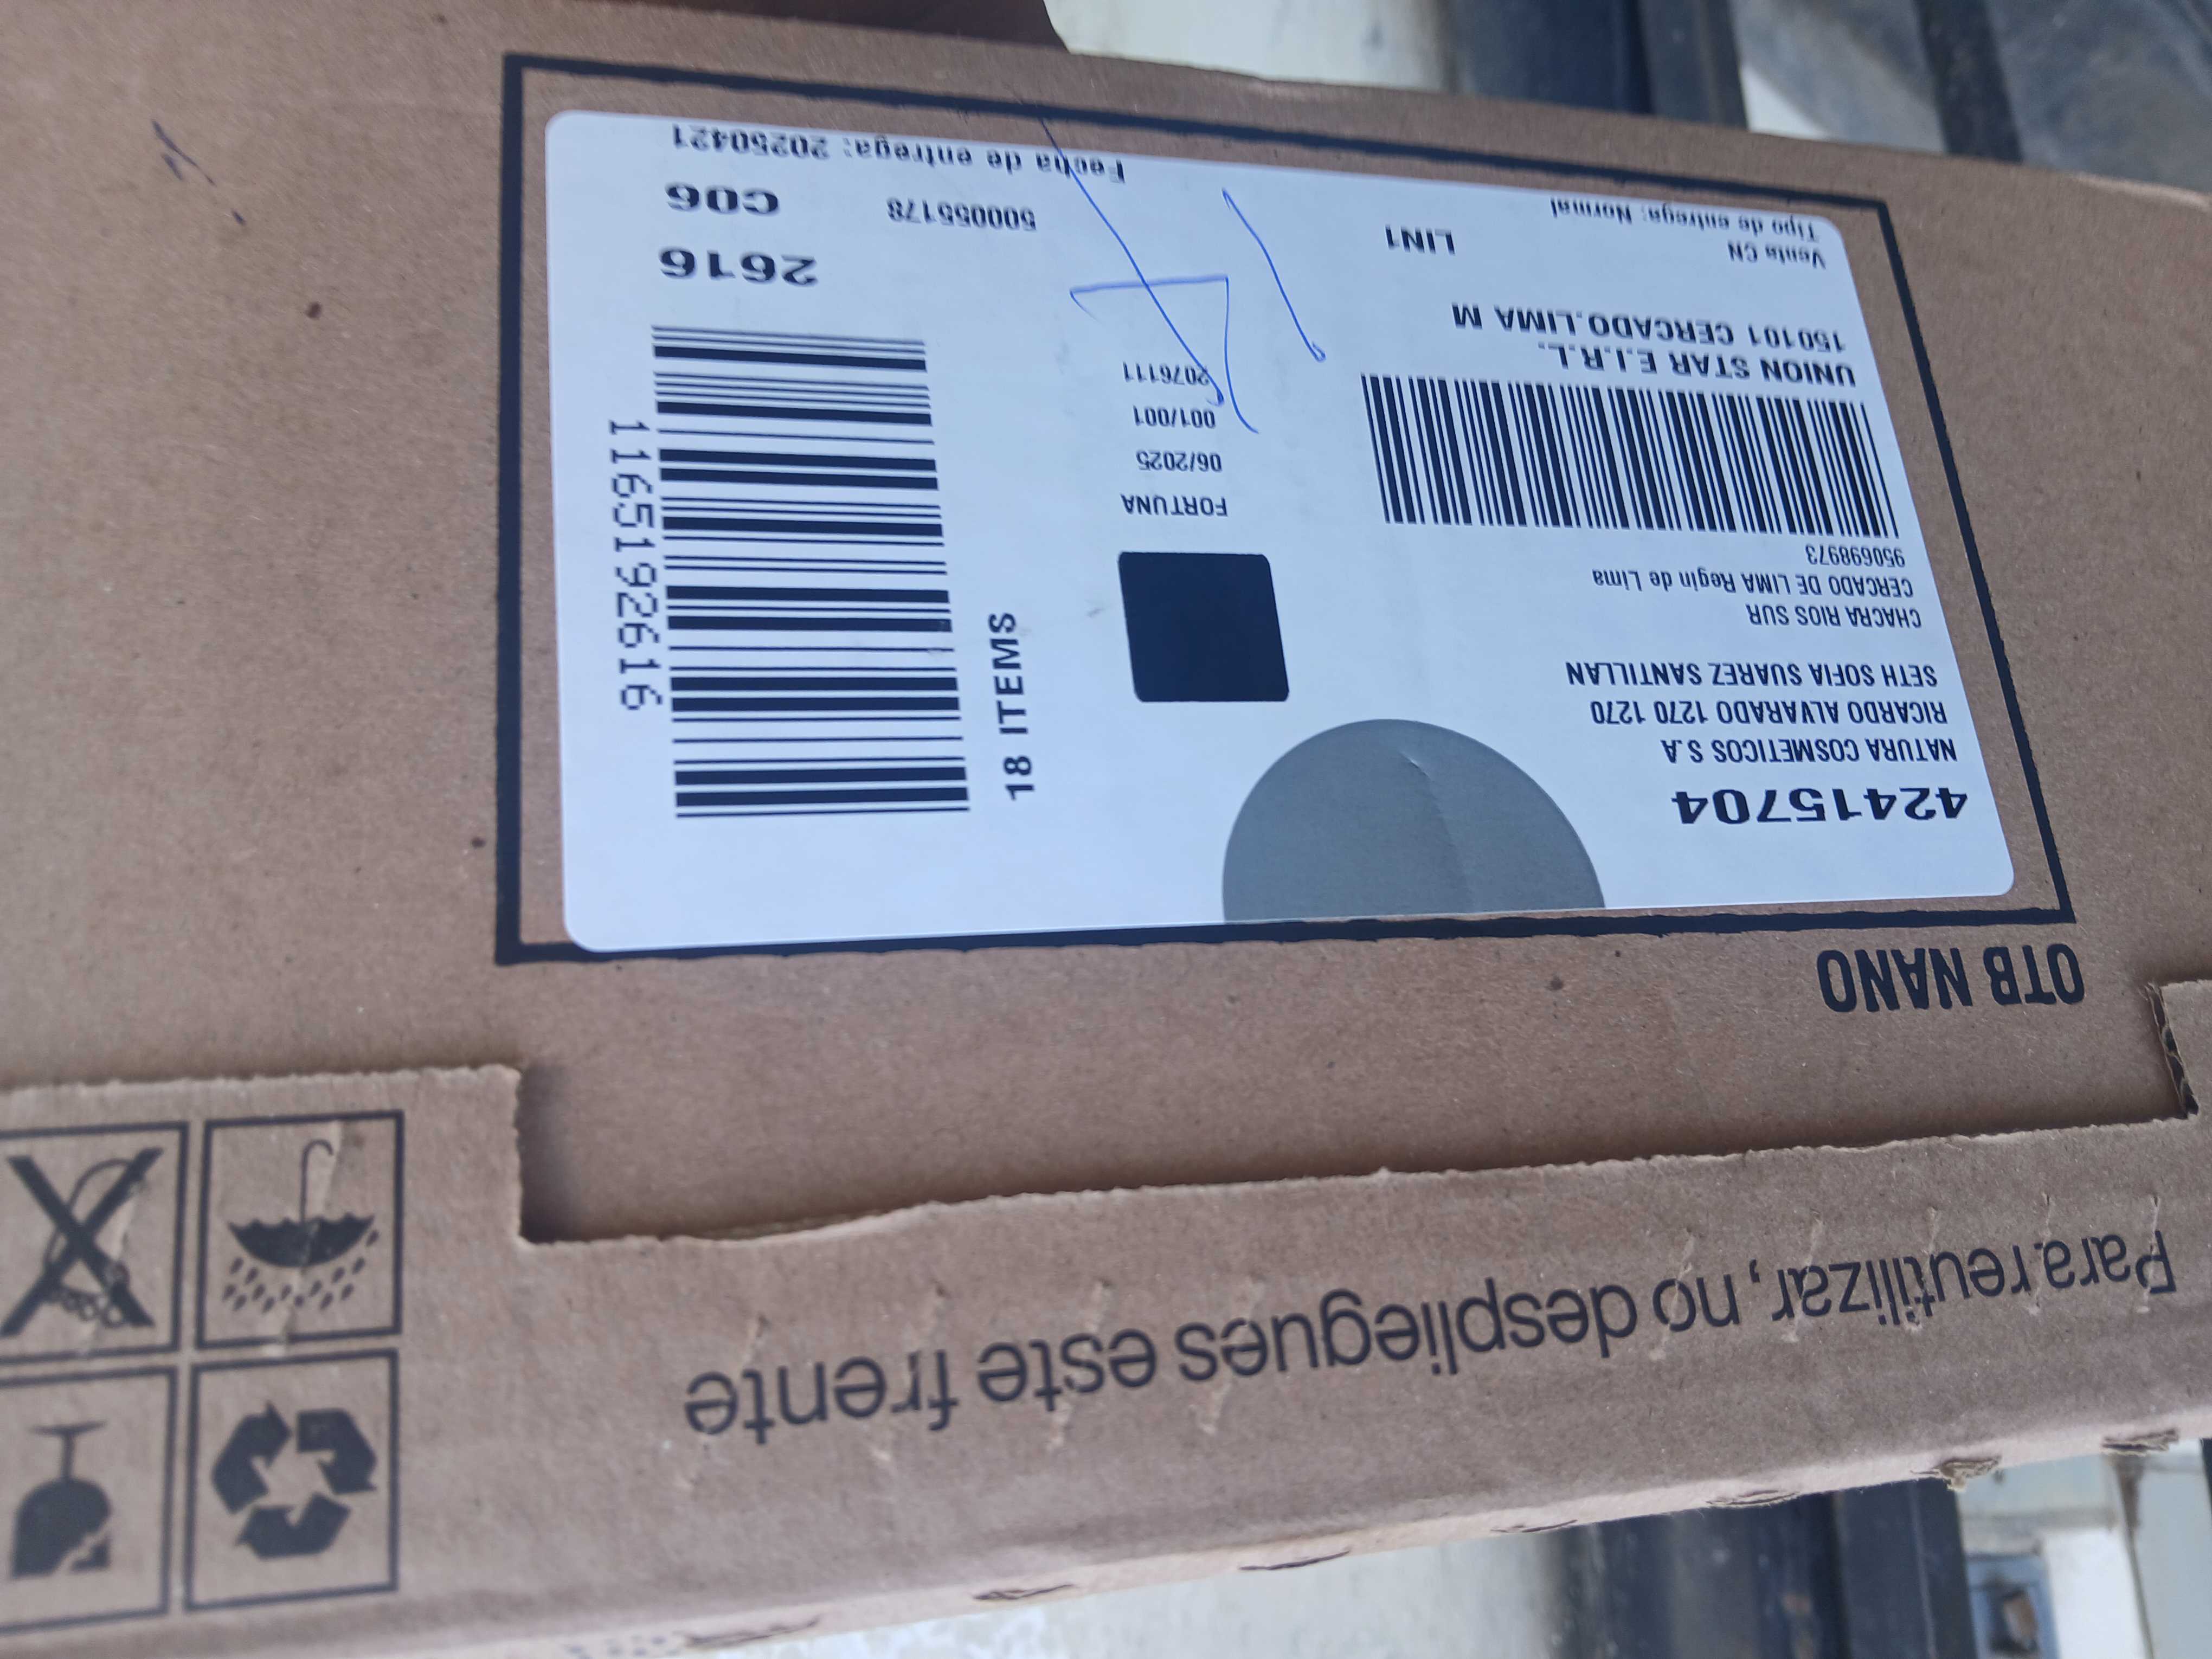 Para reutilizar, no despliegues este frente
OTB NANO
42415704
NATURA COSMETICOS S.A
RICARDO ALVARADO 1270 1270
SETH SOFIA SUAREZ SANTILLAN
CHACRA RIOS SUR
CERCADO DE LIMA Regin de Lima
950698973
UNION STAR E.I.R.L.
150101 CERCADO.LIMA M
Venta CN
LIN1
Tipo de entrega: Normal
FORTUNA
06/2025
001/001
2076111
18 ITEMS
1165192616
2616
500055178
C06
Fecha de entrega: 20250421
14